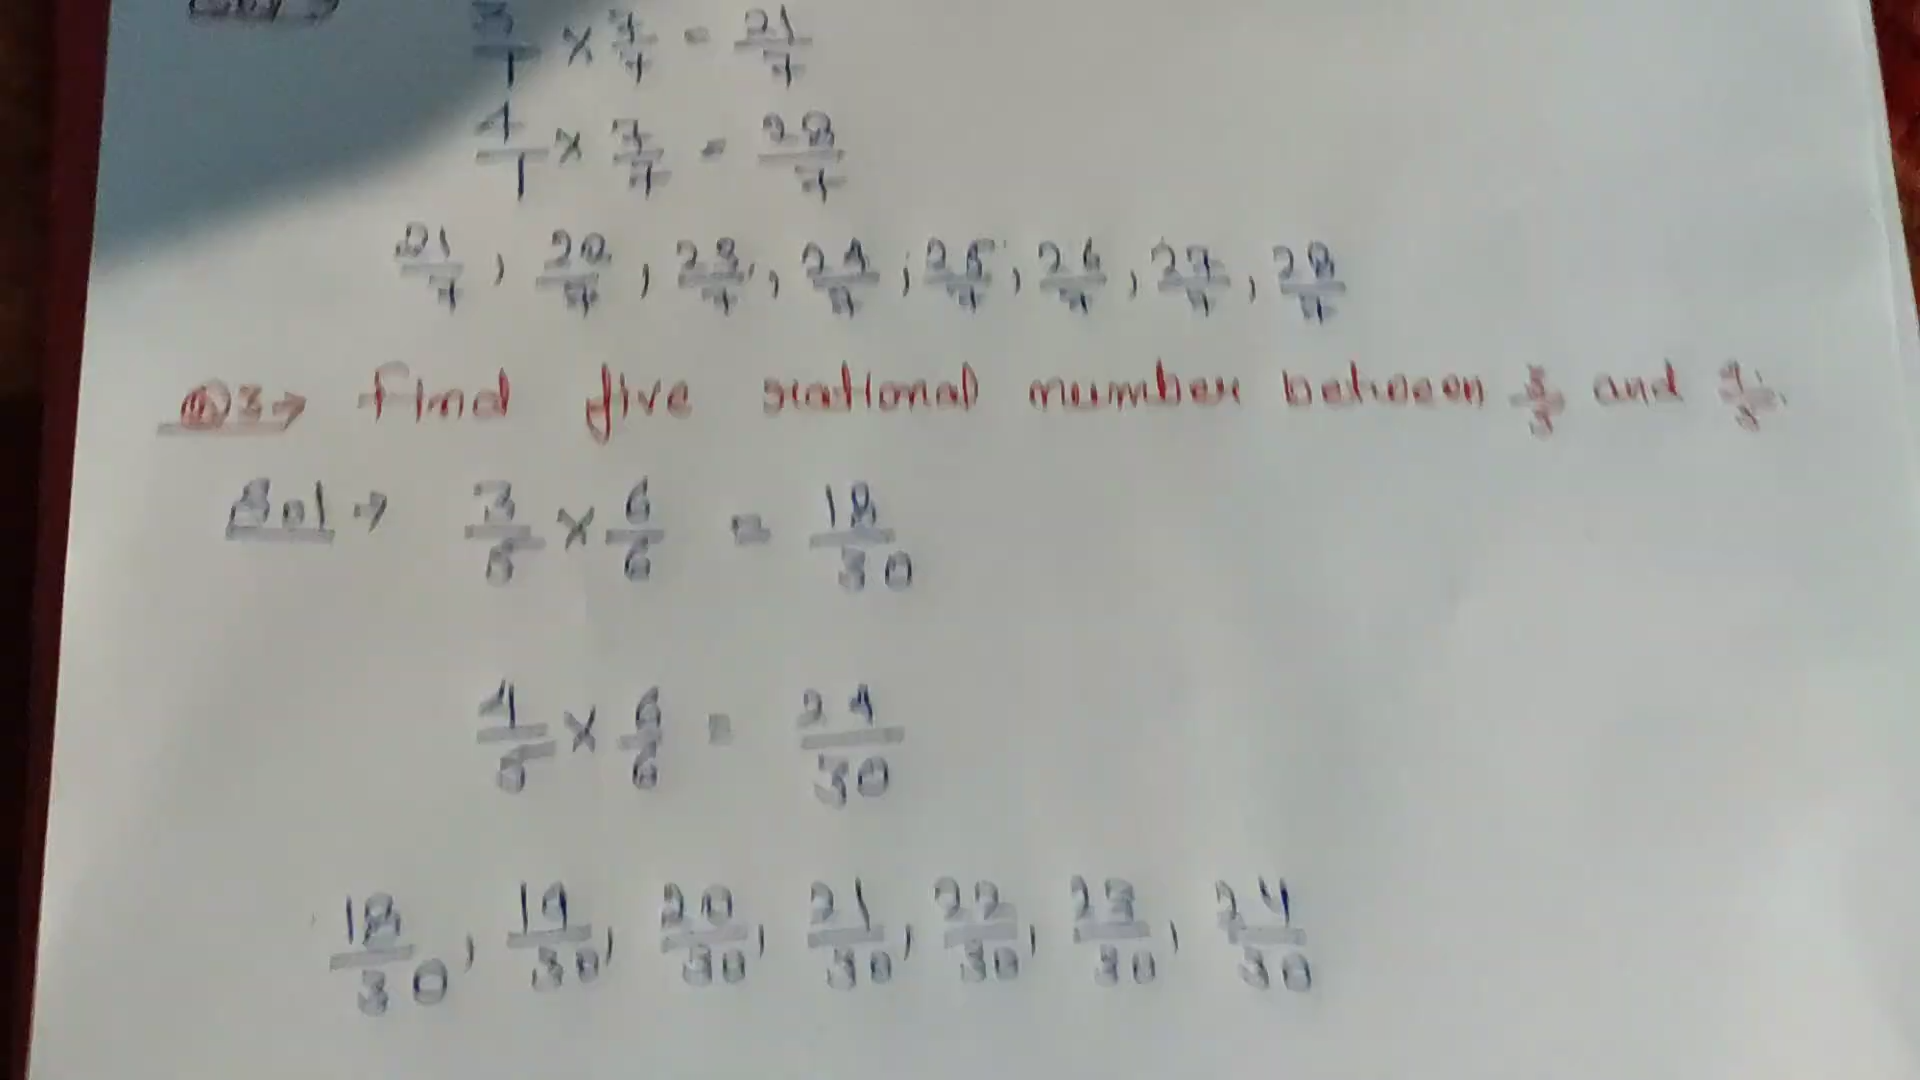 3/1 × 7/7 = 21/7
4/1 × 7/7 = 28/7
21/7, 22/7, 23/7, 24/7, 25/7, 26/7, 27/7, 28/7
Q3→ Find five rational number between 3/5 and 4/5.
Sol→ 3/5 × 6/6 = 18/30
4/5 × 6/6 = 24/30
18/30, 19/30, 20/30, 21/30, 22/30, 23/30, 24/30